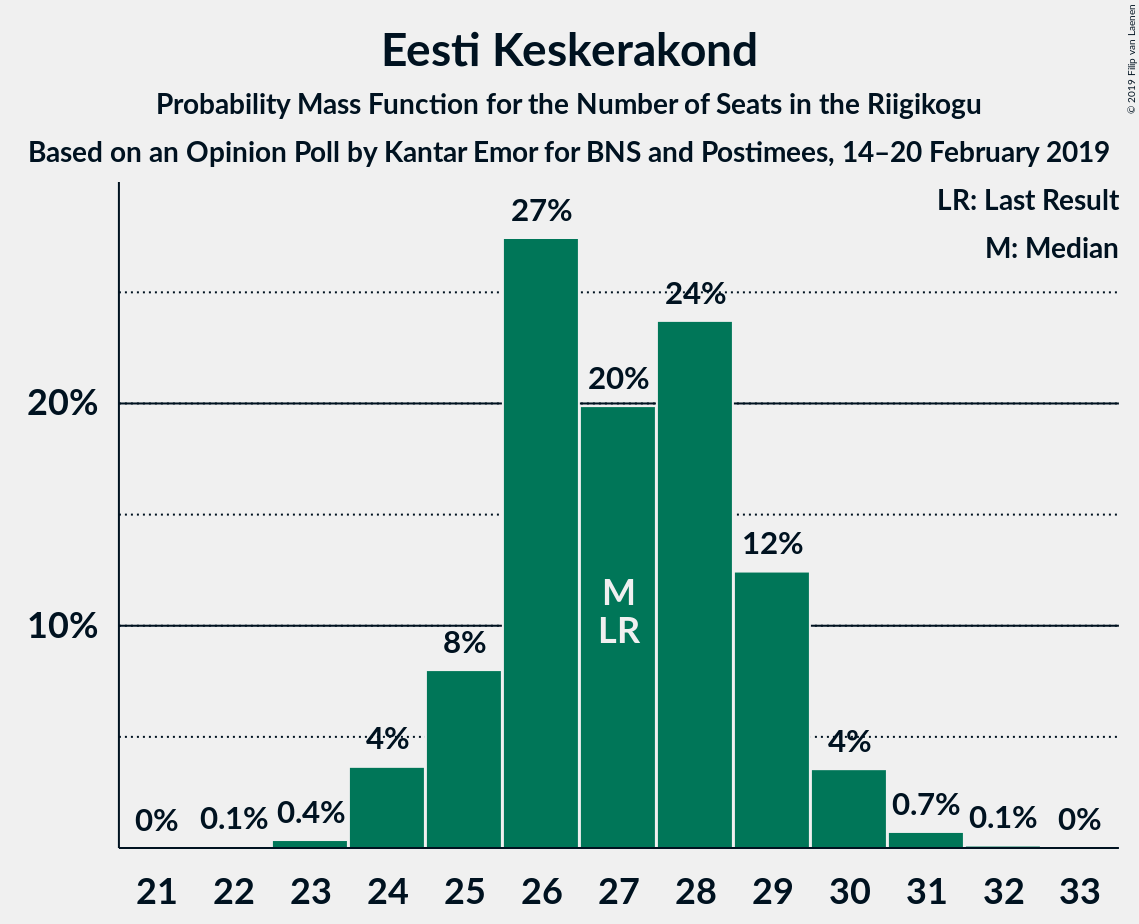 Eesti Keskerakond
Probability Mass Function for the Number of Seats in the Riigikogu
Based on an Opinion Poll by Kantar Emor for BNS and Postimees, 14–20 February 2019
© 2019 Filip van Laenen
LR: Last Result
M: Median
20%
10%
0%
0.1%
0.4%
4%
8%
27%
20%
24%
12%
4%
0.7%
0.1%
0%
M
LR
21 22 23 24 25 26 27 28 29 30 31 32 33